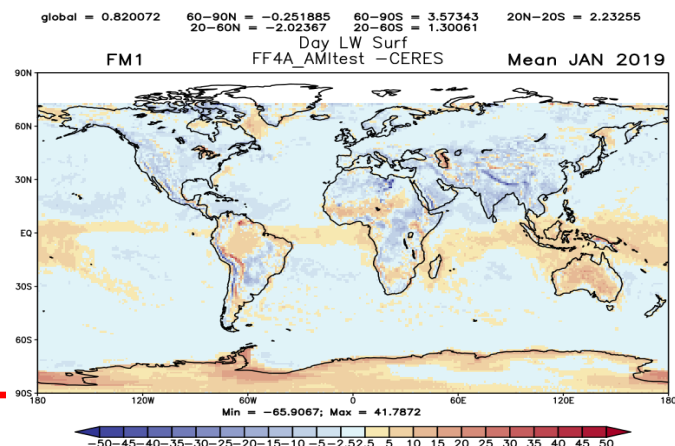 global = 0.820072 60-90N = -0.251885 60-90S = 3.57343 20N-20S = 2.23255
20-60N = -2.02367 20-60S = 1.30061
Day LW Surf
FM1 FF4A_AMItest -CERES Mean JAN 2019
90N
60N
30N
EQ
30S
60S
90S
180 120W 60W 0 60E 120E 180
Min = -65.9067; Max = 41.7872
-50-45-40-35-30-25-20-15-10 -5-2.52.5 5 10 15 20 25 30 35 40 45 50